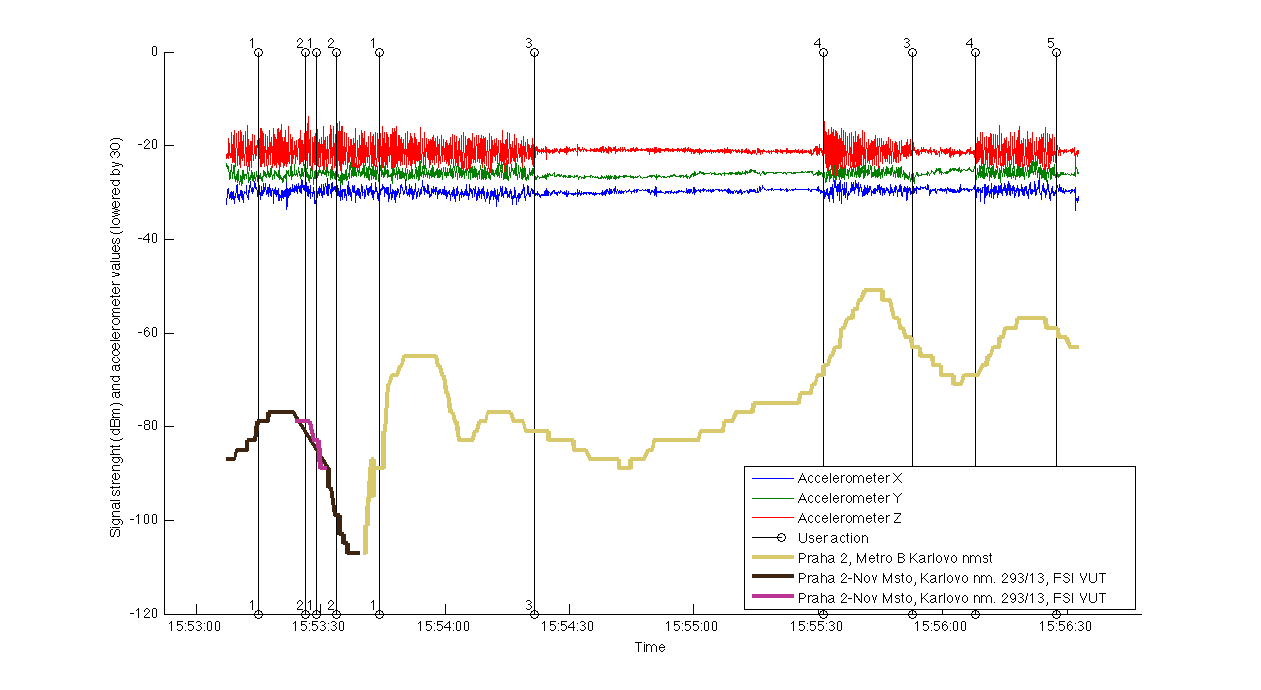 1 2 1 2 1 3 4 3 4 5
0
-20
-40
-60
-80
-100
-120
Signal strenght (dBm) and accelerometer values (lowered by 30)
Accelerometer X
Accelerometer Y
Accelerometer Z
User action
Praha 2, Metro B Karlovo nmst
Praha 2-Nov Msto, Karlovo nm. 293/13, FSI VUT
Praha 2-Nov Msto, Karlovo nm. 293/13, FSI VUT
1 2 1 2 1 3
15:53:00 15:53:30 15:54:00 15:54:30 15:55:00 15:55:30 15:56:00 15:56:30
Time